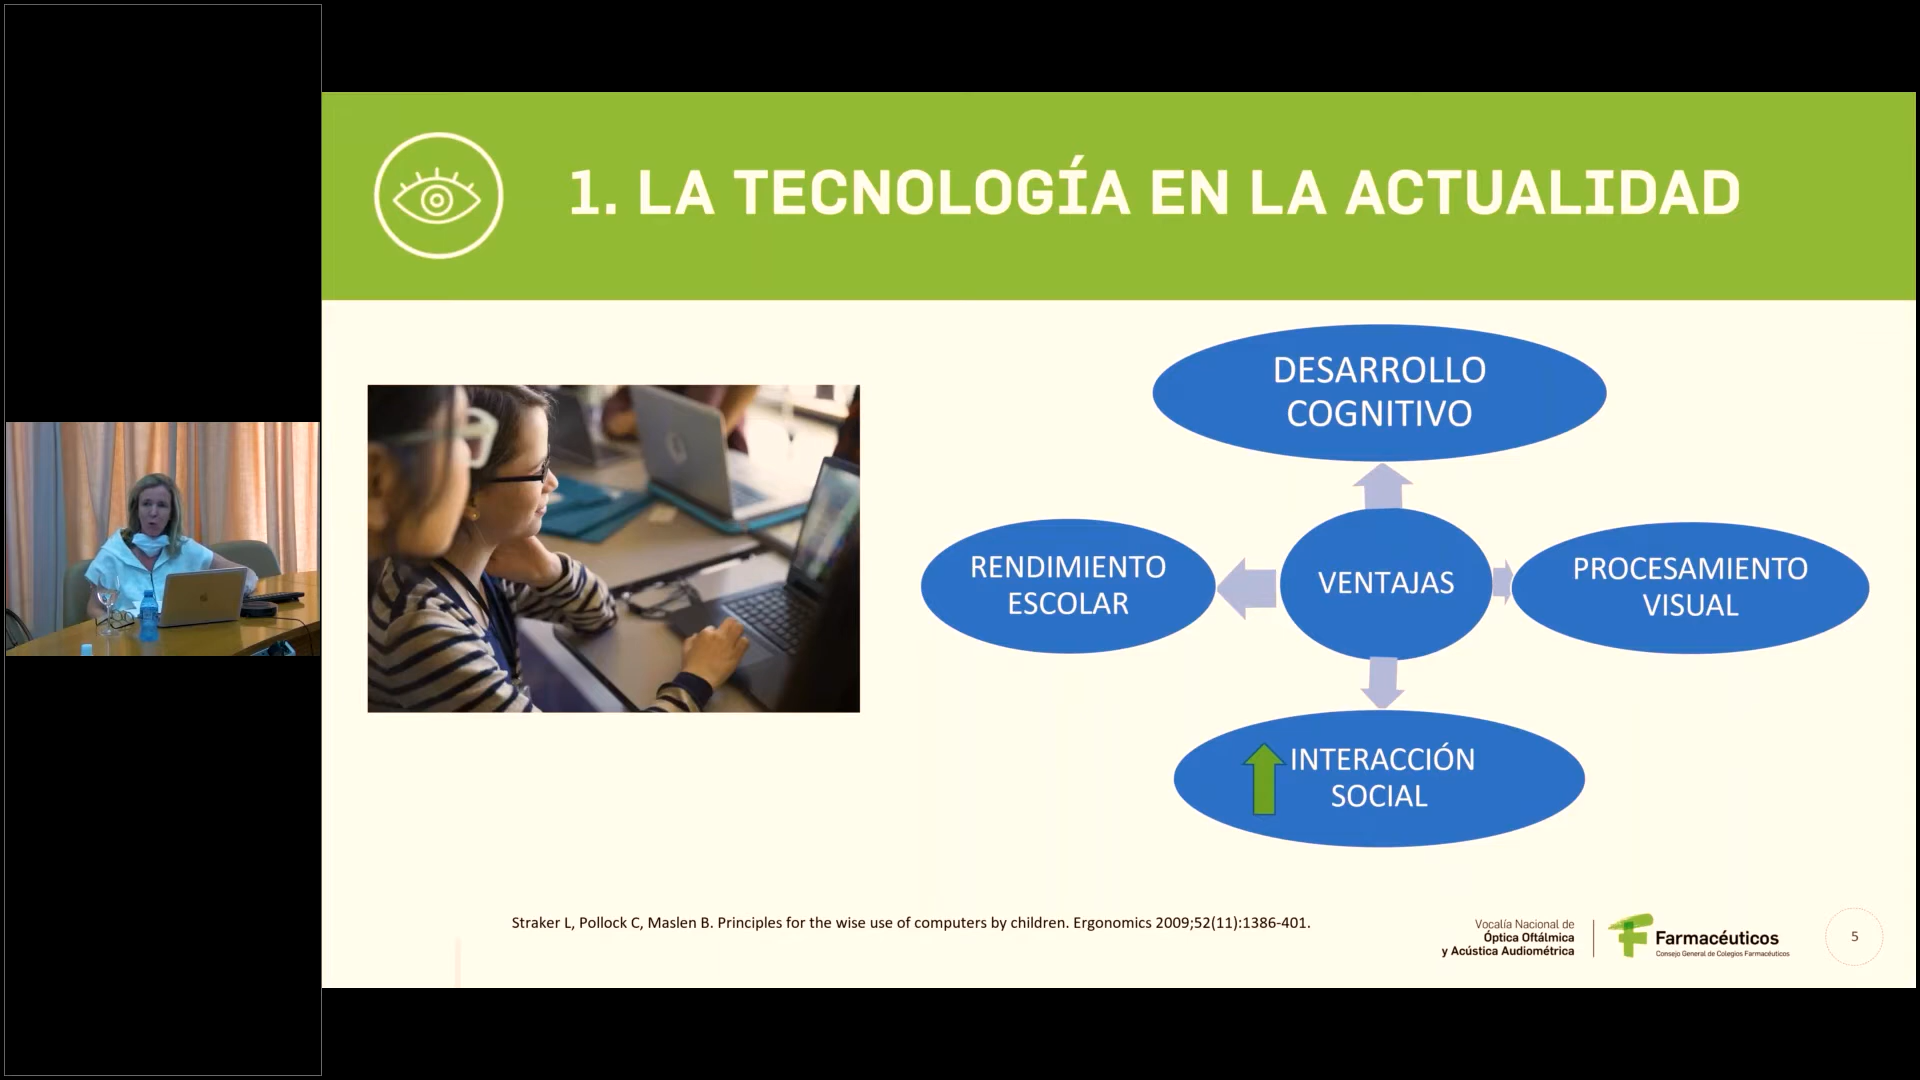 1. LA TECNOLOGÍA EN LA ACTUALIDAD
DESARROLLO
COGNITIVO
RENDIMIENTO
ESCOLAR
VENTAJAS
PROCESAMIENTO
VISUAL
INTERACCIÓN
SOCIAL
Straker L, Pollock C, Maslen B. Principles for the wise use of computers by children. Ergonomics 2009;52(11):1386-401.
Vocalía Nacional de
Óptica Oftálmica
y Acústica Audiométrica
Farmacéuticos
Consejo General de Colegios Farmacéuticos
5